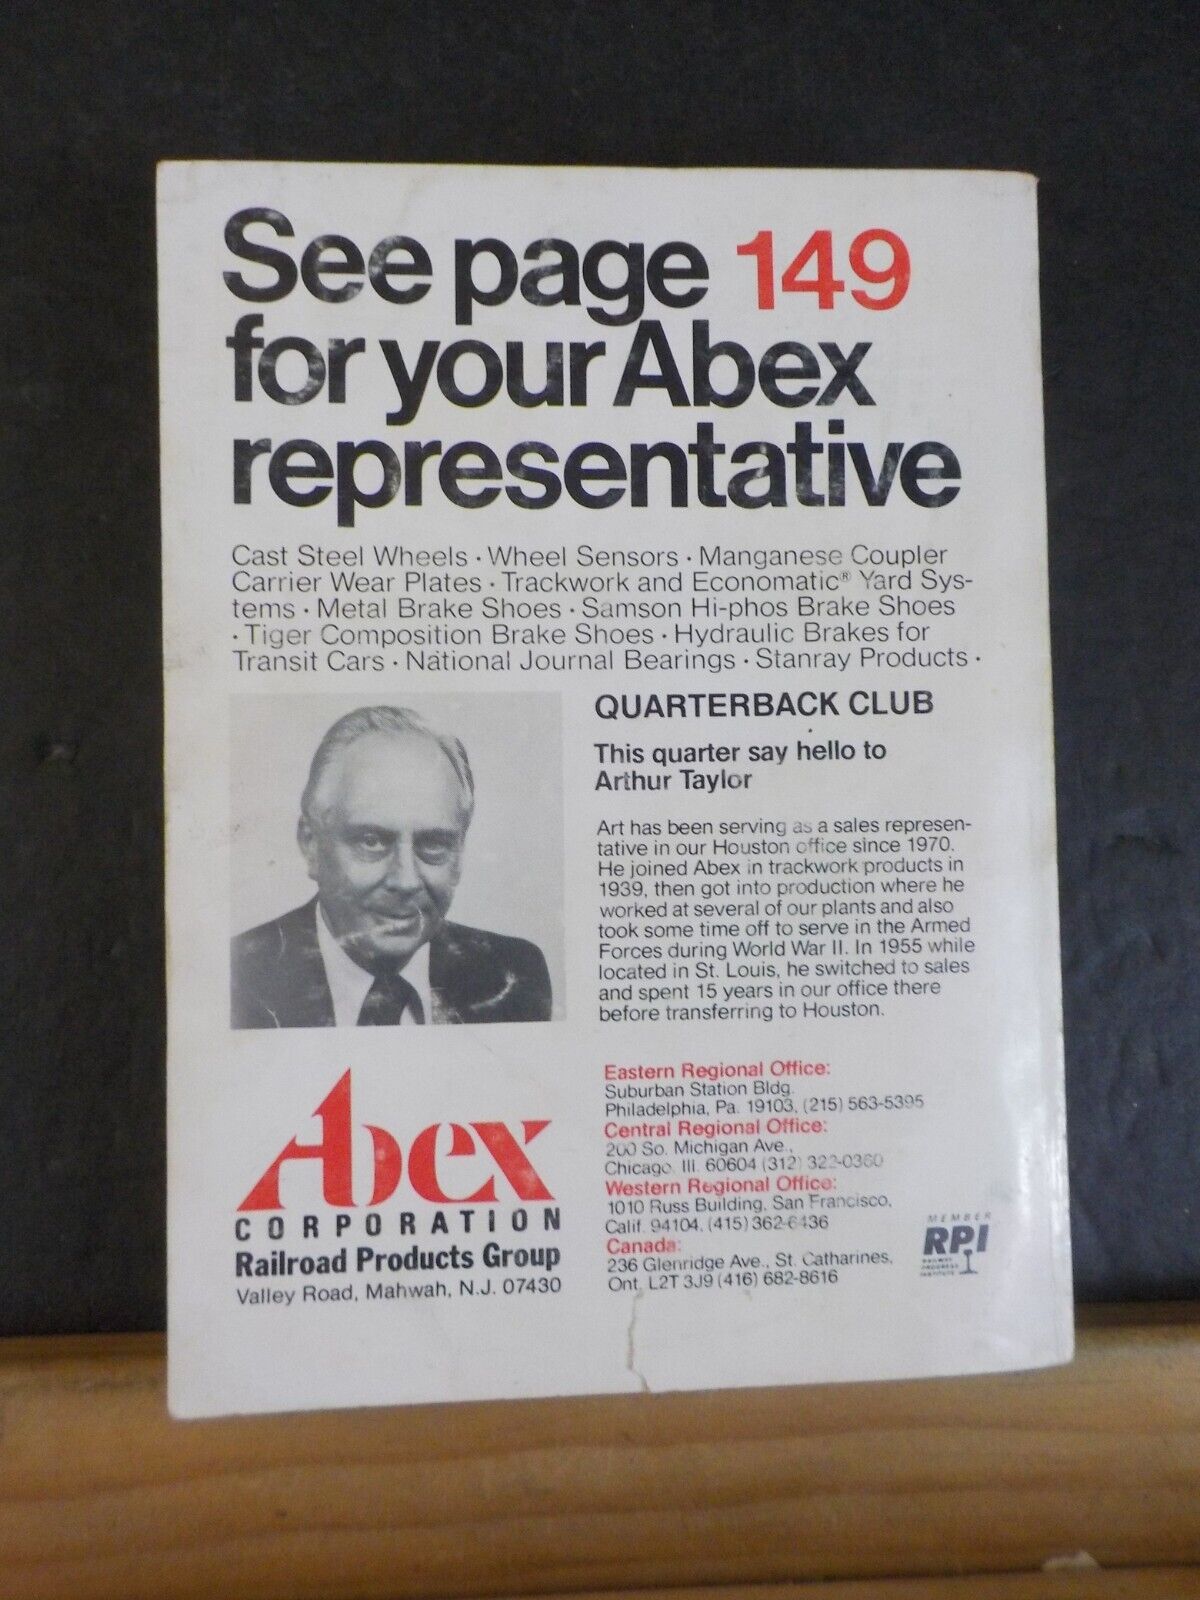 See page 149
for your Abex
representative
Cast Steel Wheels · Wheel Sensors · Manganese Coupler
Carrier Wear Plates · Trackwork and Economatic® Yard Sys-
tems · Metal Brake Shoes · Samson Hi-phos Brake Shoes
· Tiger Composition Brake Shoes · Hydraulic Brakes for
Transit Cars · National Journal Bearings · Stanray Products ·
QUARTERBACK CLUB
This quarter say hello to
Arthur Taylor
Art has been serving as a sales represen-
tative in our Houston office since 1970.
He joined Abex in trackwork products in
1939, then got into production where he
worked at several of our plants and also
took some time off to serve in the Armed
Forces during World War II. In 1955 while
located in St. Louis, he switched to sales
and spent 15 years in our office there
before transferring to Houston.
Abex
CORPORATION
Railroad Products Group
Valley Road, Mahwah, N.J. 07430
Eastern Regional Office:
Suburban Station Bldg.
Philadelphia, Pa. 19103, (215) 563-5395
Central Regional Office:
200 So. Michigan Ave.,
Chicago, Ill. 60604 (312) 322-0360
Western Regional Office:
1010 Russ Building, San Francisco,
Calif. 94104, (415) 362-6436
Canada:
236 Glenridge Ave., St. Catharines,
Ont. L2T 3J9 (416) 682-8616
MEMBER
RPI
RAILWAY
PROGRESS
INSTITUTE